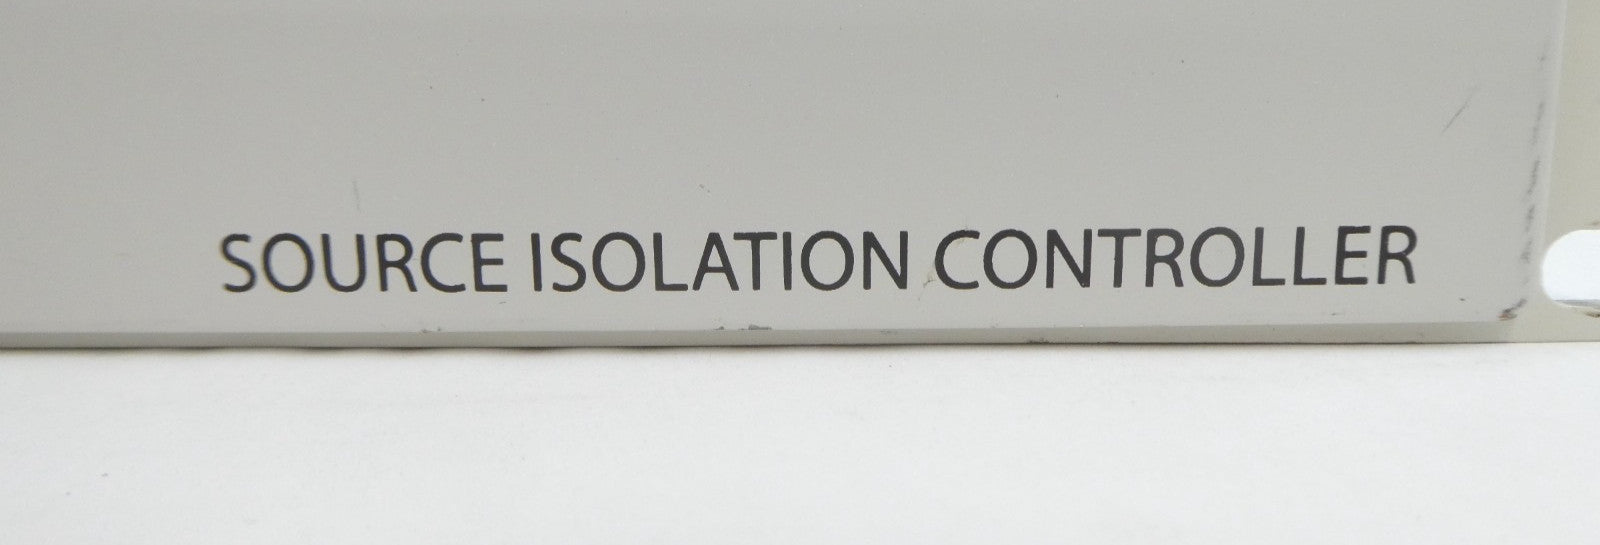 SOURCE ISOLATION CONTROLLER